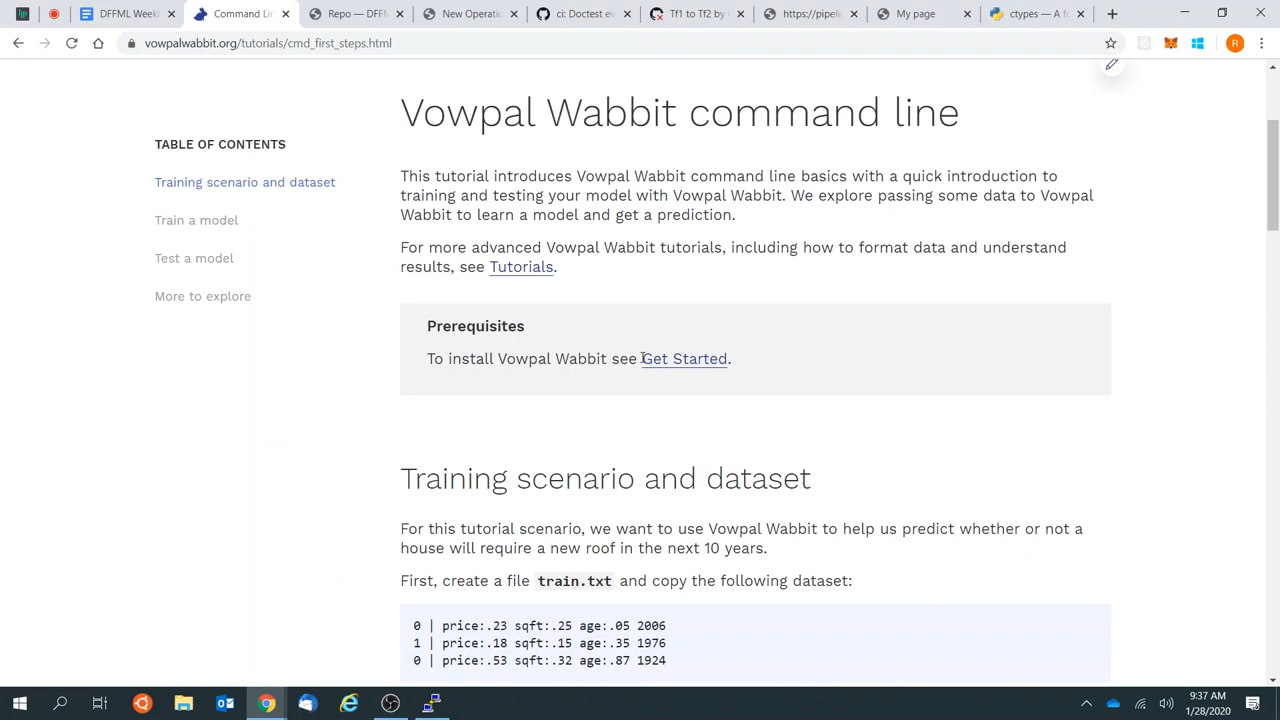 DFFML Weekl
Command Lin
Repo — DFFM
New Operatio
ci: Doctest ev
Tf1 to Tf2 by
https://pipelin
My page
ctypes — A fo
vowpalwabbit.org/tutorials/cmd_first_steps.html
R
Vowpal Wabbit command line
TABLE OF CONTENTS
Training scenario and dataset
Train a model
Test a model
More to explore
This tutorial introduces Vowpal Wabbit command line basics with a quick introduction to
training and testing your model with Vowpal Wabbit. We explore passing some data to Vowpal
Wabbit to learn a model and get a prediction.
For more advanced Vowpal Wabbit tutorials, including how to format data and understand
results, see Tutorials.
Prerequisites
To install Vowpal Wabbit see Get Started.
Training scenario and dataset
For this tutorial scenario, we want to use Vowpal Wabbit to help us predict whether or not a
house will require a new roof in the next 10 years.
First, create a file train.txt and copy the following dataset:
0 | price:.23 sqft:.25 age:.05 2006
1 | price:.18 sqft:.15 age:.35 1976
0 | price:.53 sqft:.32 age:.87 1924
9:37 AM
1/28/2020